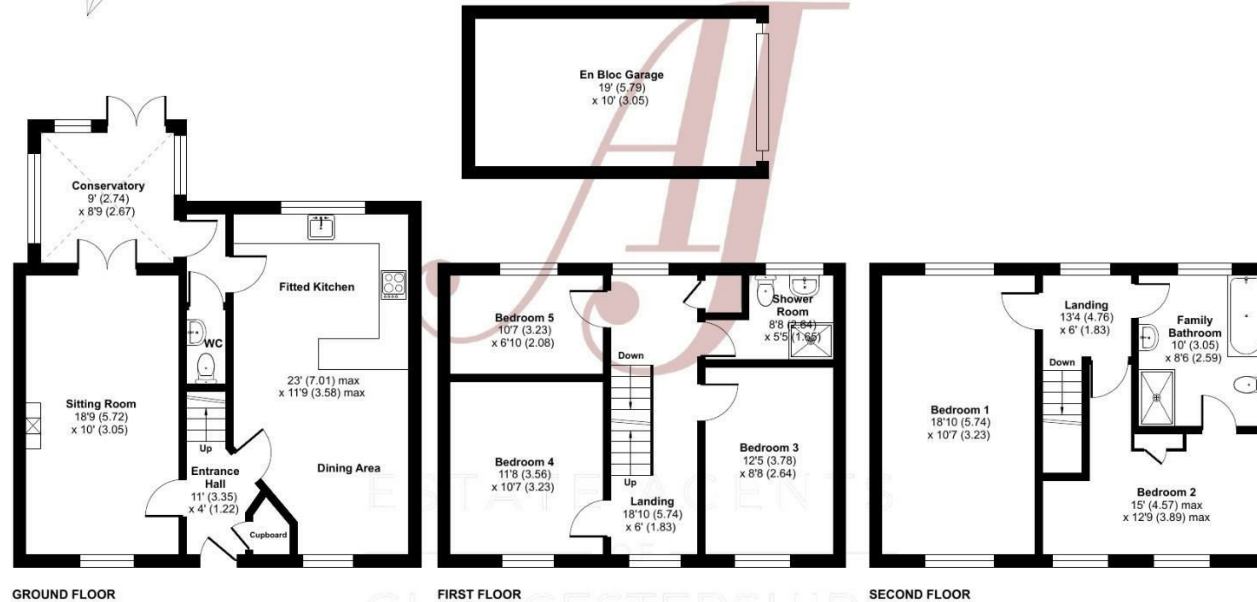 En Bloc Garage
19' (5.79)
x 10' (3.05)
Conservatory
9' (2.74)
x 8'9 (2.67)
Fitted Kitchen
WC
23' (7.01) max
x 11'9 (3.58) max
Sitting Room
18'9 (5.72)
x 10' (3.05)
Up
Entrance
Hall
11' (3.35)
x 4' (1.22)
Dining Area
Cupboard
GROUND FLOOR
Bedroom 5
10'7 (3.23)
x 6'10 (2.08)
Shower
Room
8'8 (2.64)
x 5'5 (1.65)
Down
Bedroom 4
11'8 (3.56)
x 10'7 (3.23)
Up
Bedroom 3
12'5 (3.78)
x 8'8 (2.64)
Landing
18'10 (5.74)
x 6' (1.83)
FIRST FLOOR
Landing
13'4 (4.76)
x 6' (1.83)
Family
Bathroom
10' (3.05)
x 8'6 (2.59)
Down
Bedroom 1
18'10 (5.74)
x 10'7 (3.23)
Bedroom 2
15' (4.57) max
x 12'9 (3.89) max
SECOND FLOOR
AJ
ESTATE AGENTS
OF
GLOUCESTERSHIRE